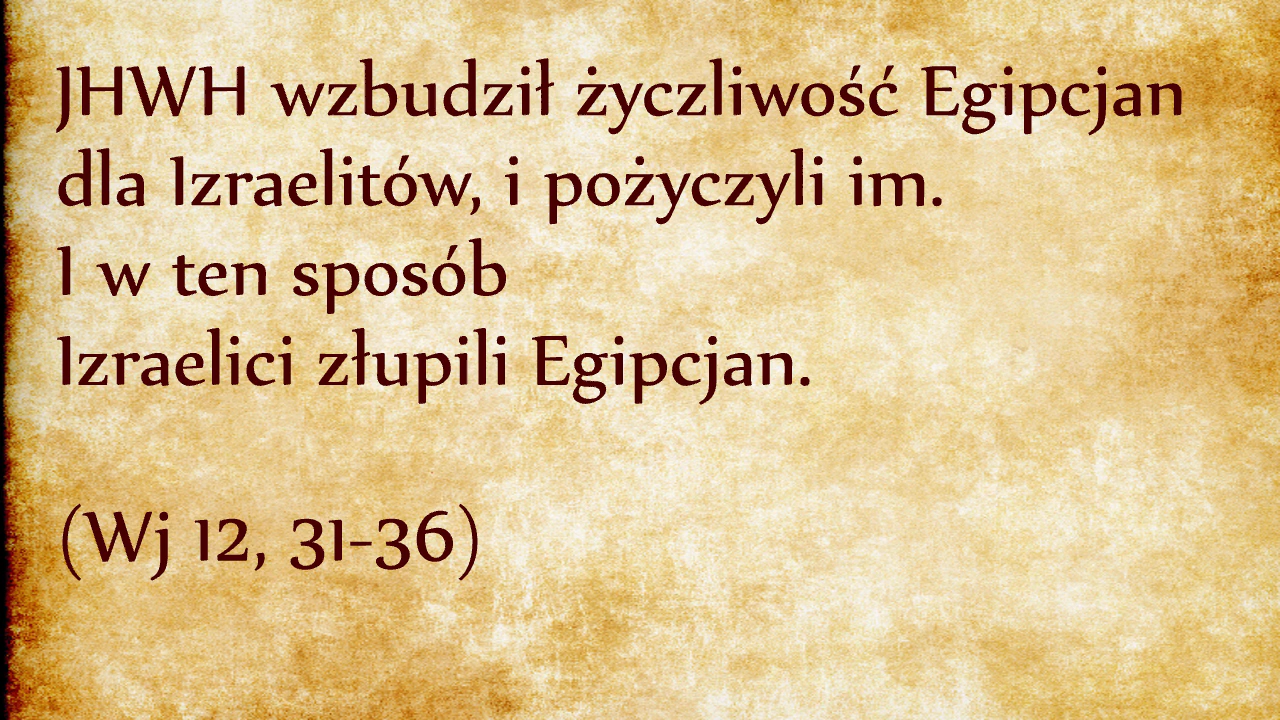 JHWH wzbudził życzliwość Egipcjan
dla Izraelitów, i pożyczyli im.
I w ten sposób
Izraelici złupili Egipcjan.
(Wj 12, 31-36)